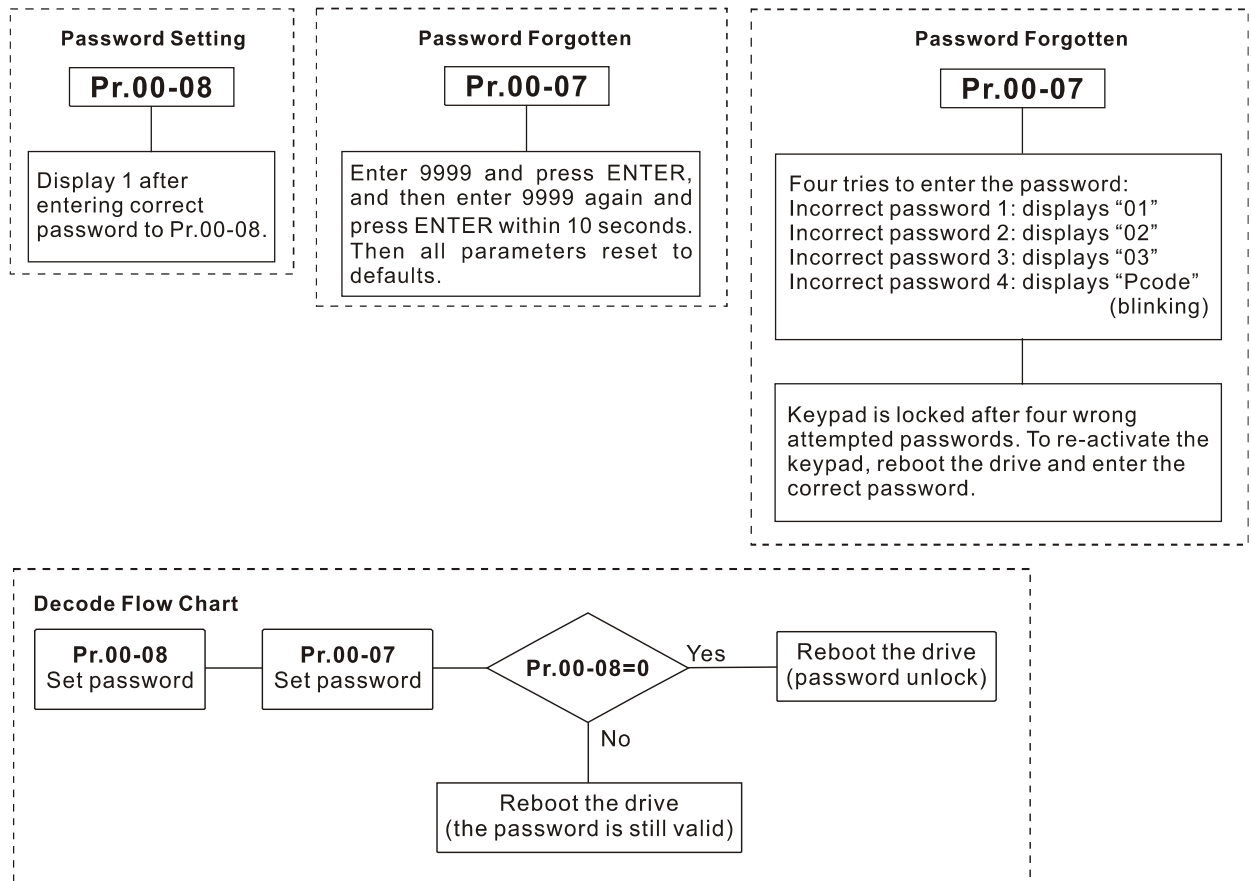 Password Setting
Pr.00-08
Display 1 after
entering correct
password to Pr.00-08.
Password Forgotten
Pr.00-07
Enter 9999 and press ENTER,
and then enter 9999 again and
press ENTER within 10 seconds.
Then all parameters reset to
defaults.
Password Forgotten
Pr.00-07
Four tries to enter the password:
Incorrect password 1: displays “01”
Incorrect password 2: displays “02”
Incorrect password 3: displays “03”
Incorrect password 4: displays “Pcode”
(blinking)
Keypad is locked after four wrong
attempted passwords. To re-activate the
keypad, reboot the drive and enter the
correct password.
Decode Flow Chart
Pr.00-08
Set password
Pr.00-07
Set password
Pr.00-08=0
Yes
Reboot the drive
(password unlock)
No
Reboot the drive
(the password is still valid)